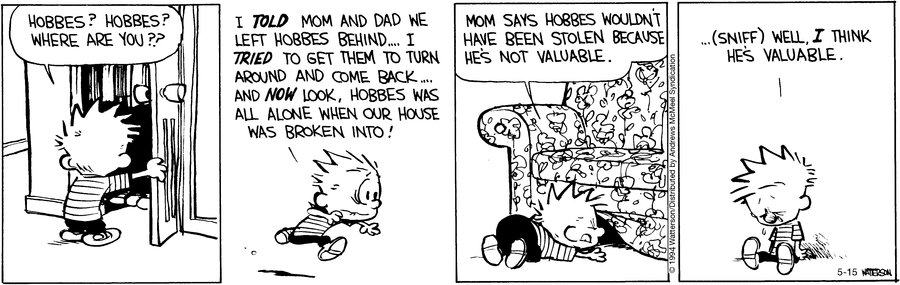 HOBBES? HOBBES?
WHERE ARE YOU??
I TOLD MOM AND DAD WE
LEFT HOBBES BEHIND.... I
TRIED TO GET THEM TO TURN
AROUND AND COME BACK....
AND NOW LOOK, HOBBES WAS
ALL ALONE WHEN OUR HOUSE
WAS BROKEN INTO!
MOM SAYS HOBBES WOULDN'T
HAVE BEEN STOLEN BECAUSE
HE'S NOT VALUABLE.
© 1994 Watterson/Distributed by Andrews McMeel Syndication
...(SNIFF) WELL, I THINK
HE'S VALUABLE.
5-15 WATTERSON